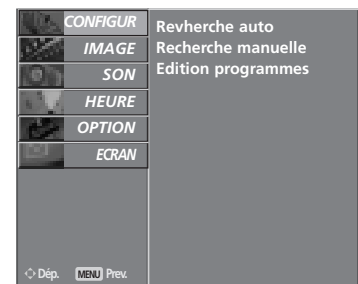 CONFIGUR
IMAGE
SON
HEURE
OPTION
ECRAN
Revherche auto
Recherche manuelle
Edition programmes
Dép. MENU Prev.